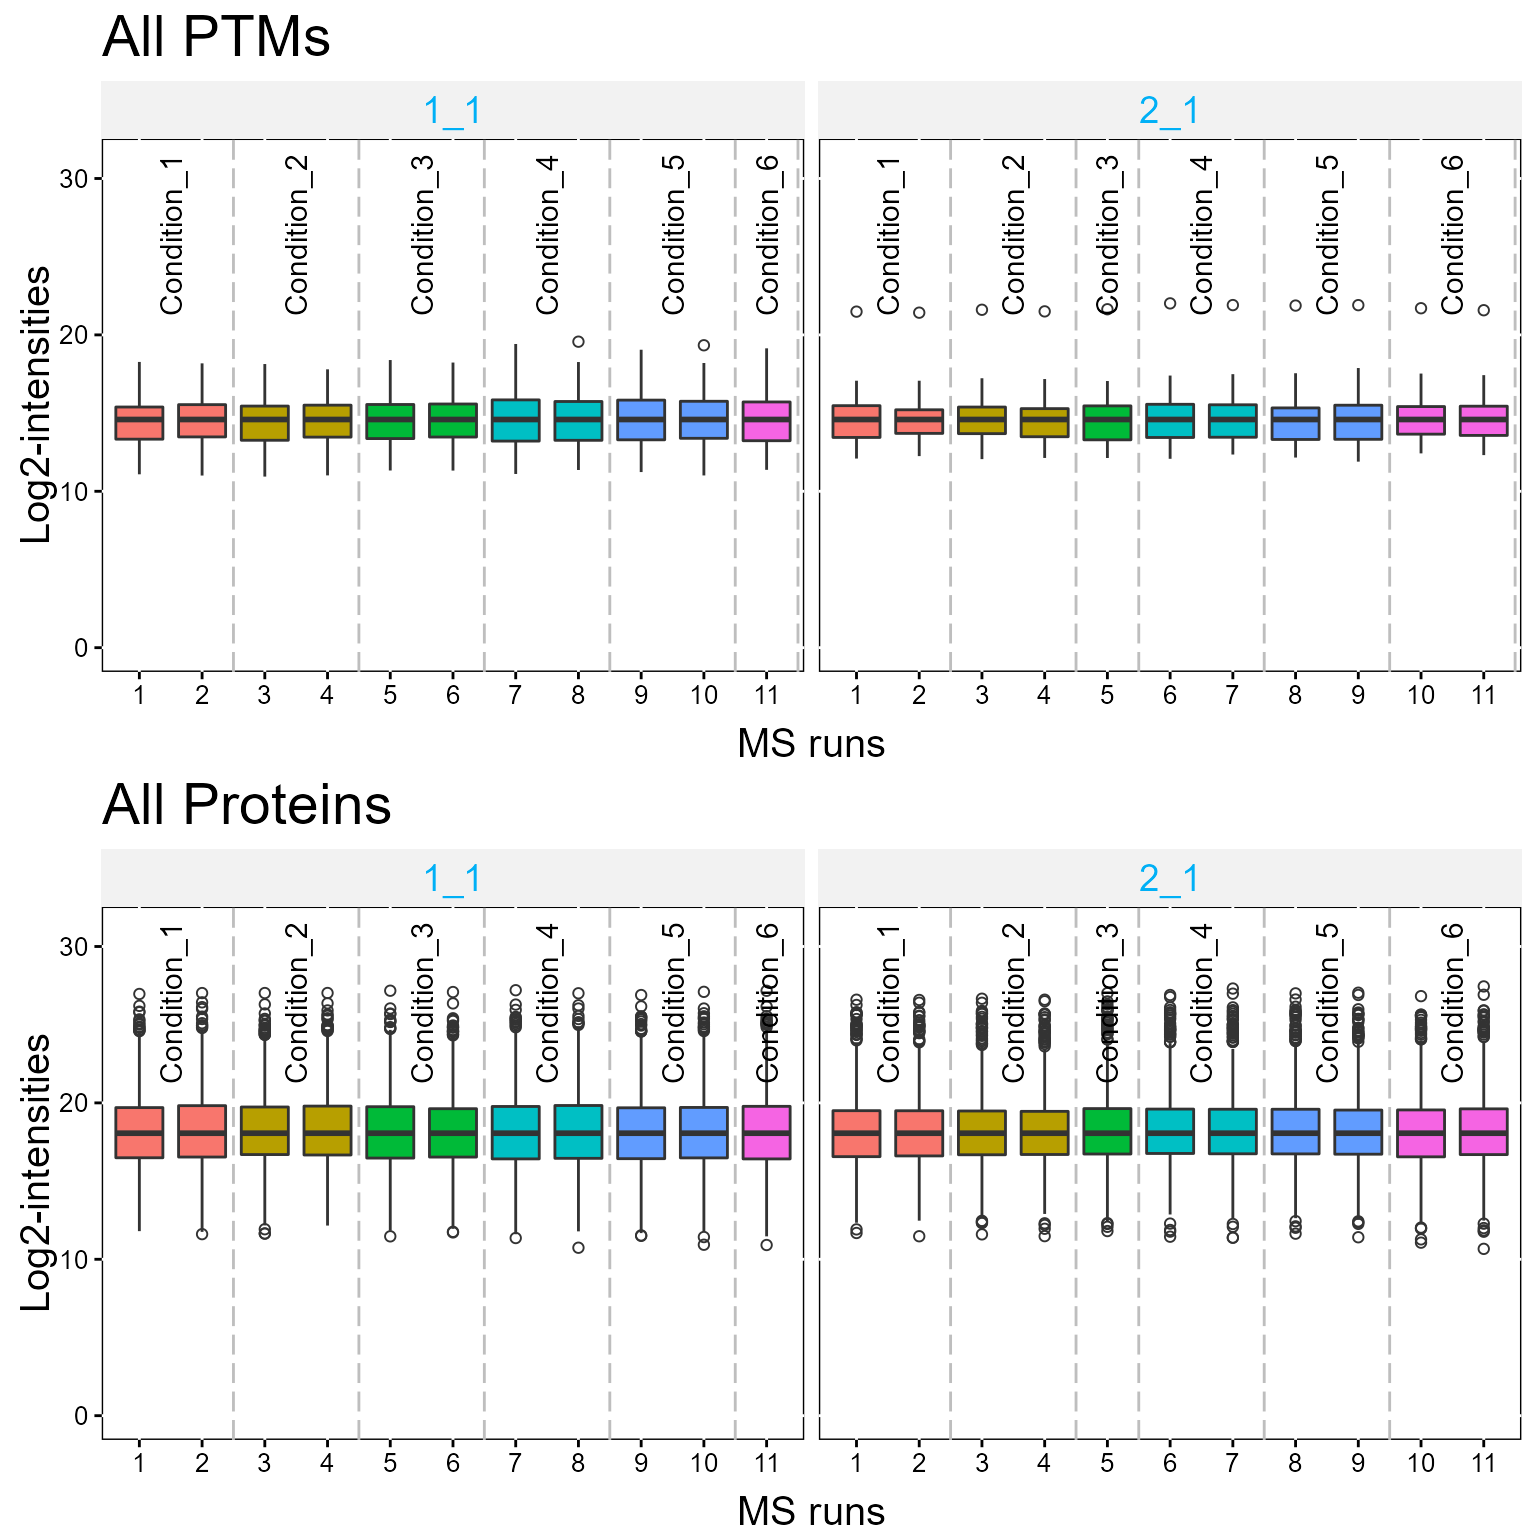 All PTMs
1_1 2_1
Condition_1 Condition_2 Condition_3 Condition_4 Condition_5 Condition_6 Condition_1 Condition_2 Condition_3 Condition_4 Condition_5 Condition_6
Log2-intensities
30
20
10
0
1 2 3 4 5 6 7 8 9 10 11 1 2 3 4 5 6 7 8 9 10 11
MS runs
All Proteins
1_1 2_1
Condition_1 Condition_2 Condition_3 Condition_4 Condition_5 Condition_6 Condition_1 Condition_2 Condition_3 Condition_4 Condition_5 Condition_6
Log2-intensities
30
20
10
0
1 2 3 4 5 6 7 8 9 10 11 1 2 3 4 5 6 7 8 9 10 11
MS runs